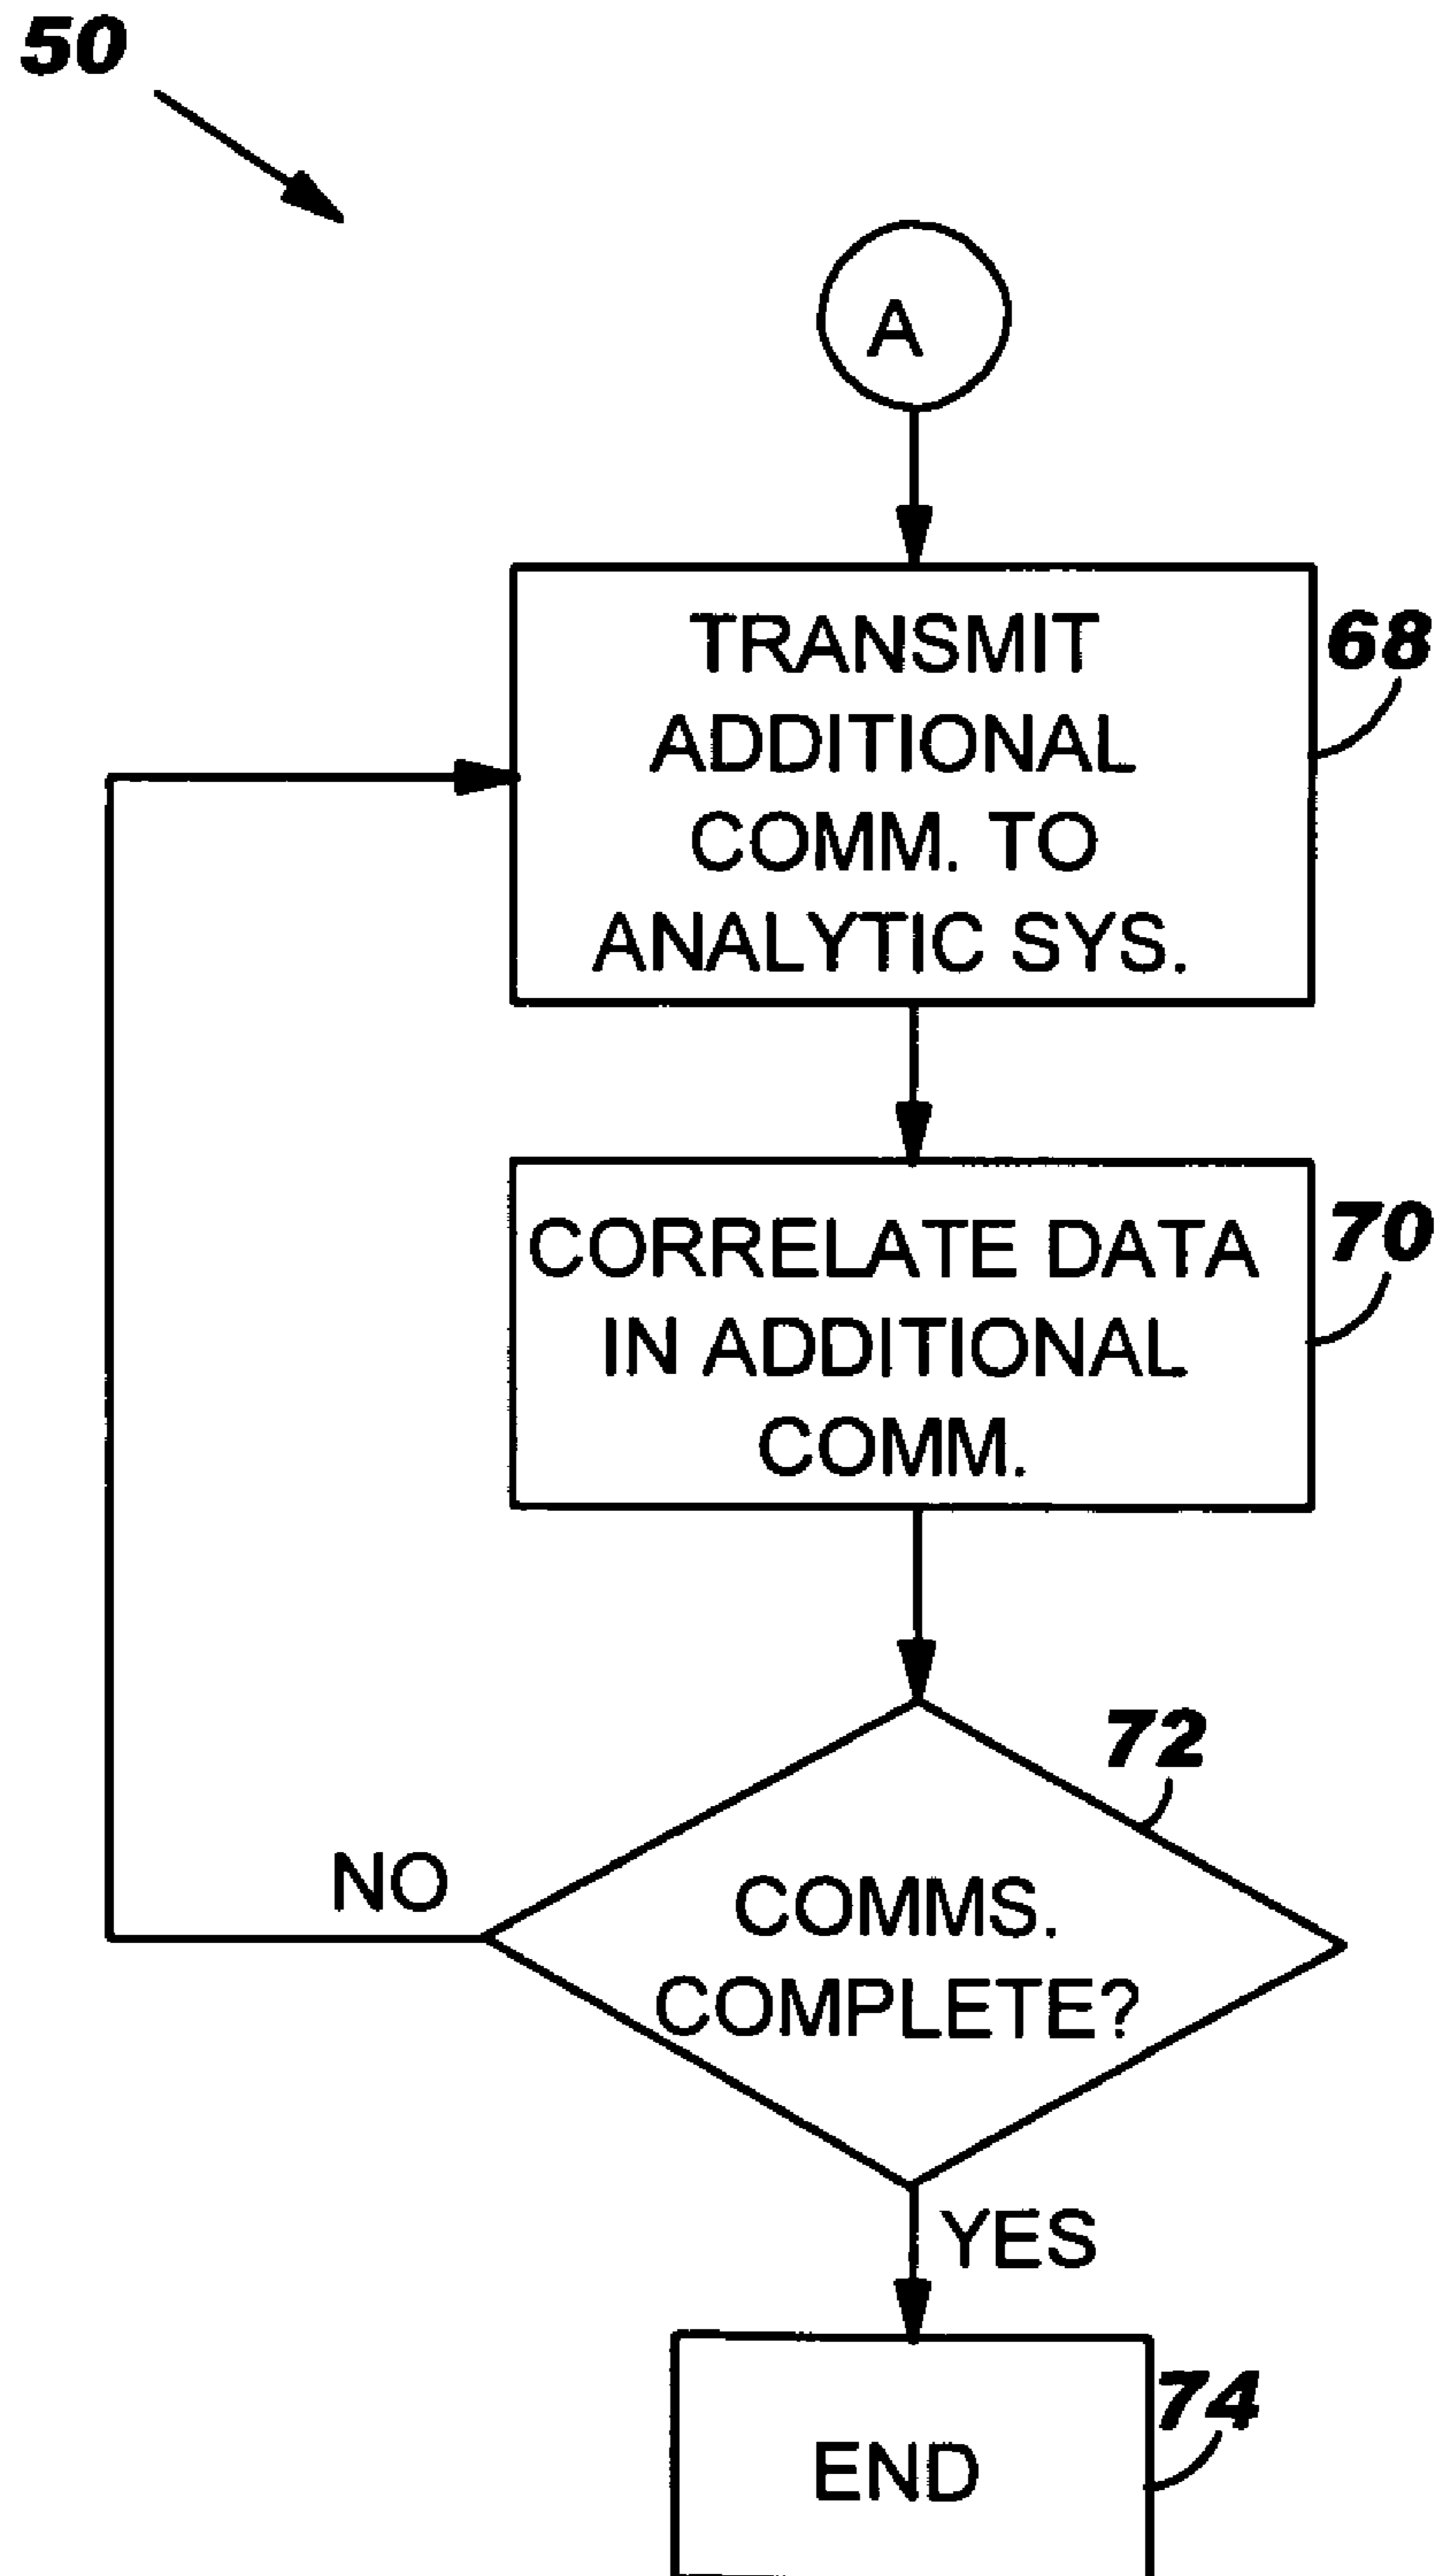 50
A
TRANSMIT
ADDITIONAL
COMM. TO
ANALYTIC SYS.
68
CORRELATE DATA
IN ADDITIONAL
COMM.
70
72
COMMS.
COMPLETE?
NO
YES
END
74